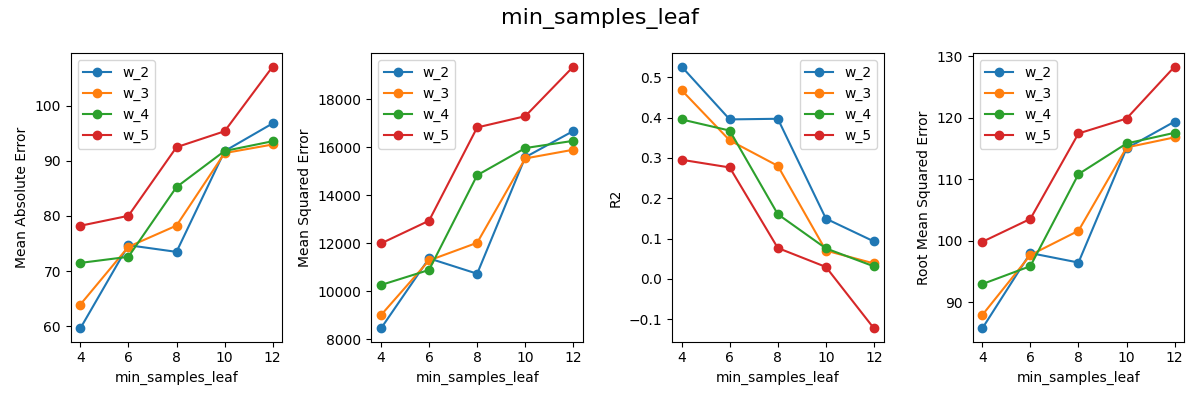 min_samples_leaf
Mean Absolute Error
100
90
80
70
60
w_2
w_3
w_4
w_5
4 6 8 10 12
min_samples_leaf
Mean Squared Error
18000
16000
14000
12000
10000
8000
w_2
w_3
w_4
w_5
4 6 8 10 12
min_samples_leaf
R2
0.5
0.4
0.3
0.2
0.1
0.0
−0.1
w_2
w_3
w_4
w_5
4 6 8 10 12
min_samples_leaf
Root Mean Squared Error
130
120
110
100
90
w_2
w_3
w_4
w_5
4 6 8 10 12
min_samples_leaf